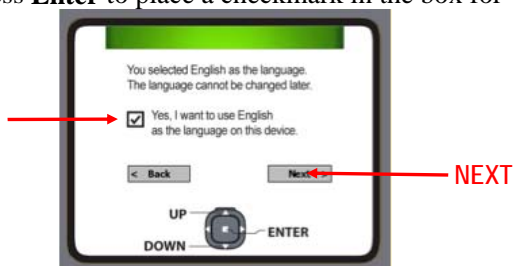 ss Enter to place a checkmark in the box for
You selected English as the language.
The language cannot be changed later.
Yes, I want to use English
as the language on this device.
< Back
Next >
NEXT
UP
ENTER
DOWN